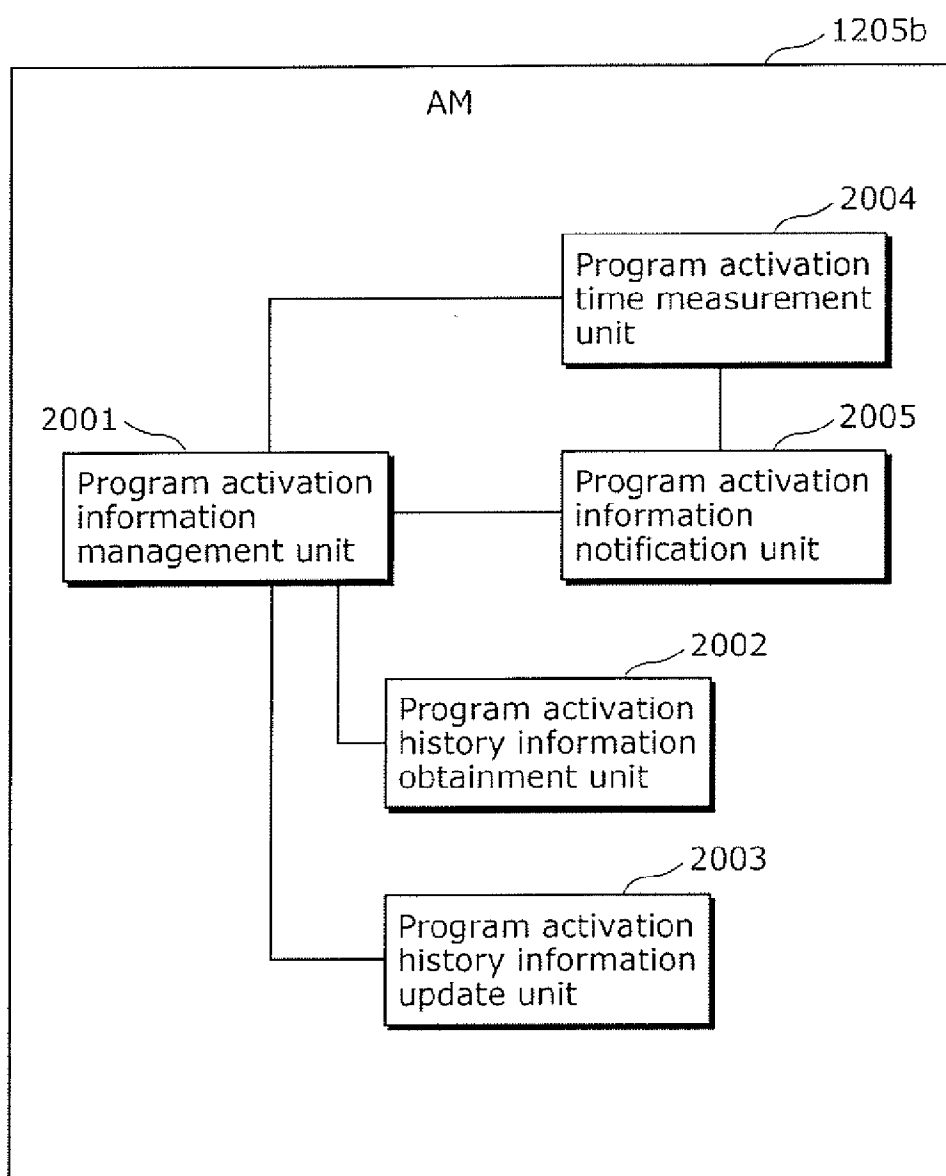 1205b
AM
2004
Program activation
time measurement
unit
2001
Program activation
information
management unit
2005
Program activation
information
notification unit
2002
Program activation
history information
obtainment unit
2003
Program activation
history information
update unit